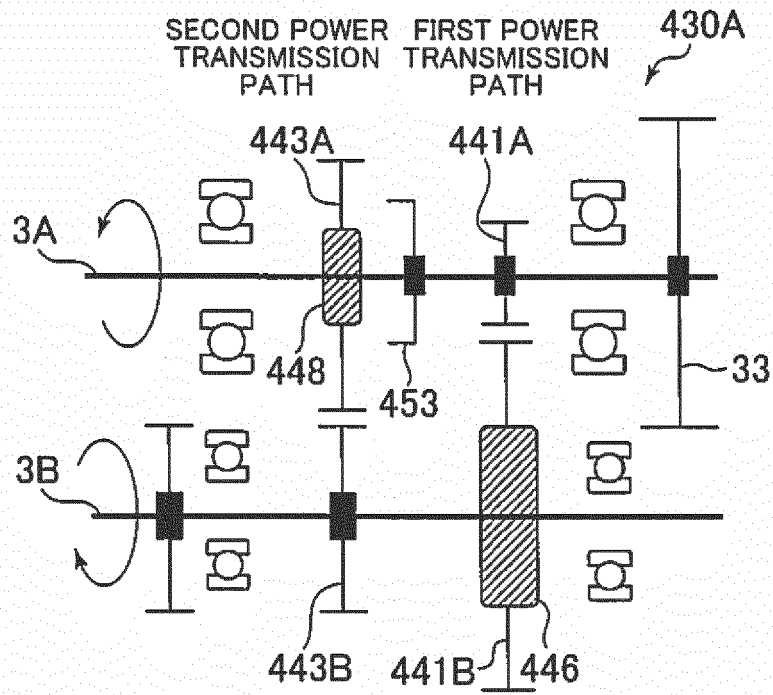 SECOND POWER TRANSMISSION PATH
FIRST POWER TRANSMISSION PATH
430A
443A
441A
3A
448
453
33
3B
443B
441B
446